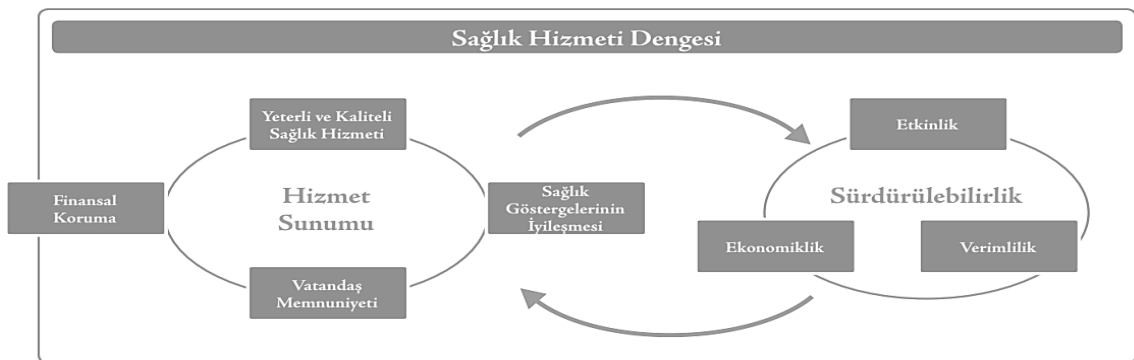 Sağlık Hizmeti Dengesi
Yeterli ve Kaliteli
Sağlık Hizmeti
Finansal
Koruma
Hizmet
Sunumu
Sağlık
Göstergelerinin
İyileşmesi
Vatandaş
Memnuniyeti
Etkinlik
Sürdürülebilirlik
Ekonomiklik
Verimlilik